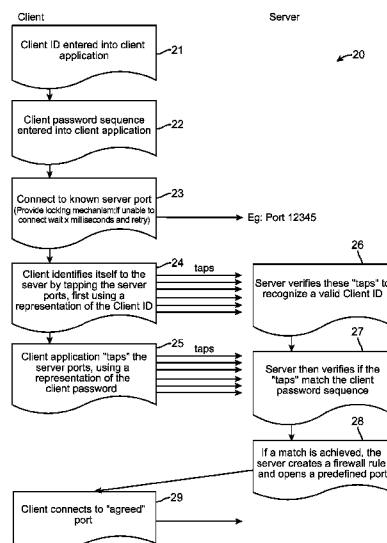 Client
Server
20
Client ID entered into client
application
21
Client password sequence
entered into client application
22
Connect to known server port
(Provide locking mechanism:If unable to
connect wait x milliseconds and retry)
23
Eg: Port 12345
Client identifies itself to the
sever by tapping the server
ports, first using a
representation of the Client ID
24
taps
Server verifies these "taps" to
recognize a valid Client ID
26
Client application "taps" the
server ports, using a
representation of the
client password
25
taps
Server then verifies if the
"taps" match the client
password sequence
27
If a match is achieved, the
server creates a firewall rule
and opens a predefined port
28
Client connects to "agreed"
port
29